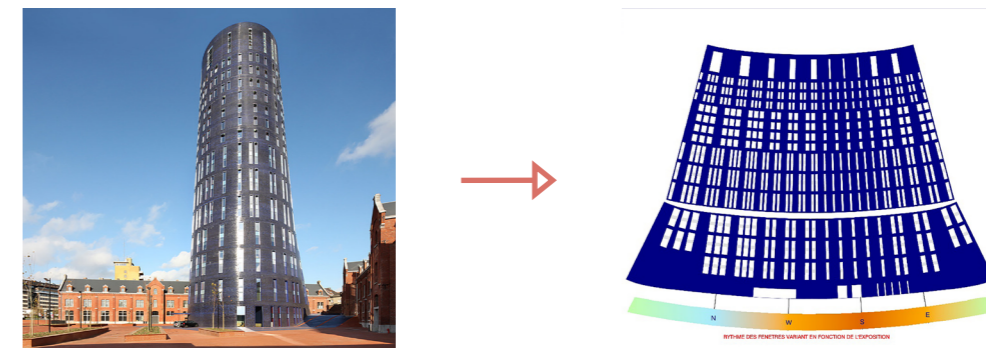 N
W
S
E
RYTHME DES FENETRES VARIANT EN FONCTION DE L'EXPOSITION